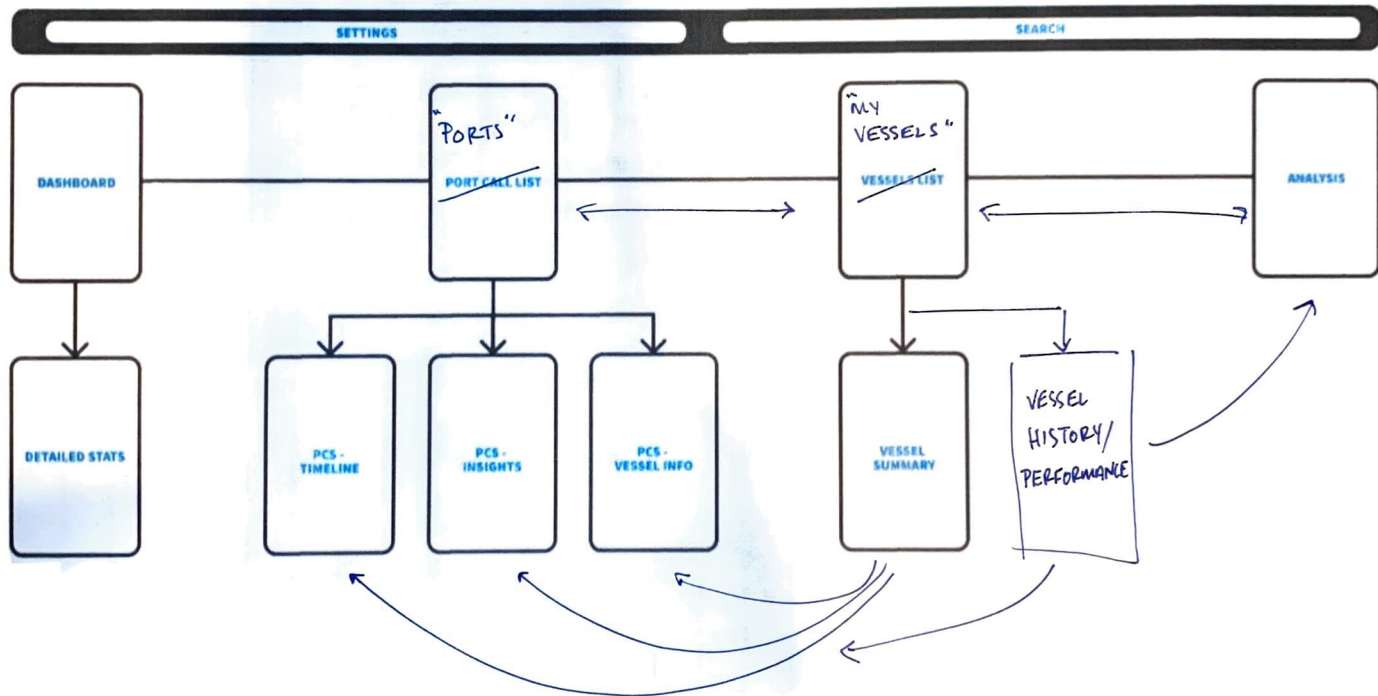 SETTINGS
SEARCH
"PORTS"
"MY
VESSELS"
DASHBOARD
PORT CALL LIST
VESSELS LIST
ANALYSIS
DETAILED STATS
PCS -
TIMELINE
PCS -
INSIGHTS
PCS -
VESSEL INFO
VESSEL
SUMMARY
VESSEL
HISTORY/
PERFORMANCE